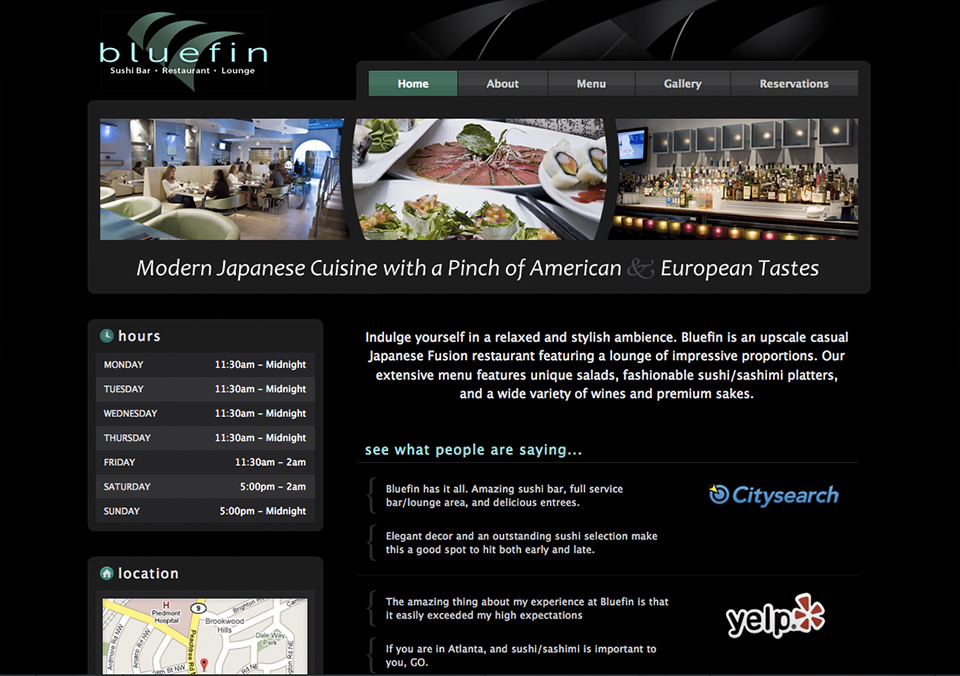 bluefin
Sushi Bar • Restaurant • Lounge
Home
About
Menu
Gallery
Reservations
Modern Japanese Cuisine with a Pinch of American & European Tastes
hours
MONDAY 11:30am – Midnight
TUESDAY 11:30am – Midnight
WEDNESDAY 11:30am – Midnight
THURSDAY 11:30am – Midnight
FRIDAY 11:30am – 2am
SATURDAY 5:00pm – 2am
SUNDAY 5:00pm – Midnight
location
H
Piedmont
Hospital
9
Brighton Rd
Brookwood
Hills
Dale Way
Park
Ardmore Rd NW
Anjaco Rd NW
Peachtree Rd NW
Indulge yourself in a relaxed and stylish ambience. Bluefin is an upscale casual
Japanese Fusion restaurant featuring a lounge of impressive proportions. Our
extensive menu features unique salads, fashionable sushi/sashimi platters,
and a wide variety of wines and premium sakes.
see what people are saying...
Bluefin has it all. Amazing sushi bar, full service
bar/lounge area, and delicious entrees.
Citysearch
Elegant decor and an outstanding sushi selection make
this a good spot to hit both early and late.
The amazing thing about my experience at Bluefin is that
it easily exceeded my high expectations
yelp
If you are in Atlanta, and sushi/sashimi is important to
you, GO.